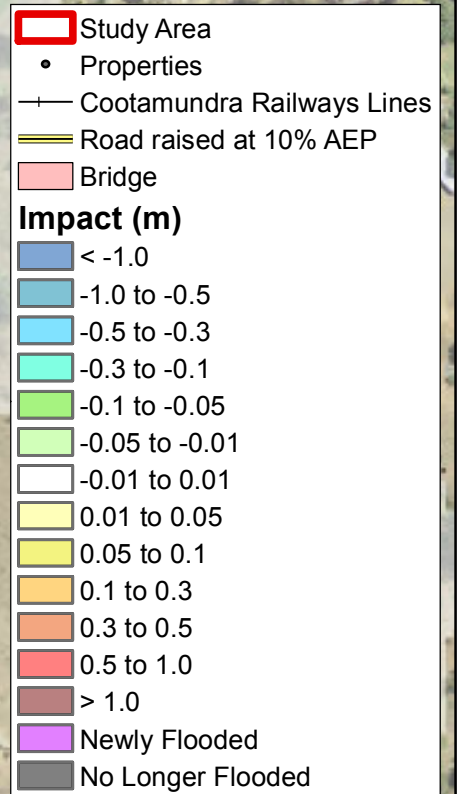 Study Area
Properties
Cootamundra Railways Lines
Road raised at 10% AEP
Bridge
Impact (m)
< -1.0
-1.0 to -0.5
-0.5 to -0.3
-0.3 to -0.1
-0.1 to -0.05
-0.05 to -0.01
-0.01 to 0.01
0.01 to 0.05
0.05 to 0.1
0.1 to 0.3
0.3 to 0.5
0.5 to 1.0
> 1.0
Newly Flooded
No Longer Flooded